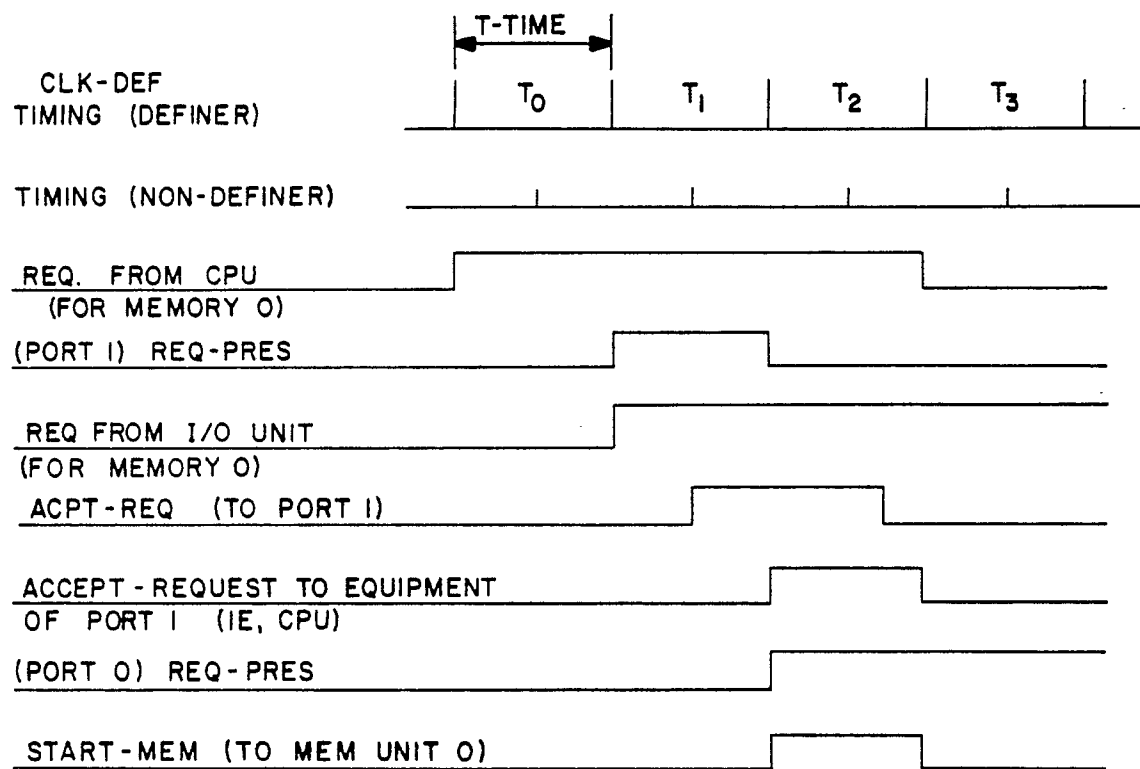 T-TIME
CLK-DEF
TIMING (DEFINER)
T0 T1 T2 T3
TIMING (NON-DEFINER)
REQ. FROM CPU
(FOR MEMORY 0)
(PORT 1) REQ-PRES
REQ FROM I/O UNIT
(FOR MEMORY 0)
ACPT-REQ (TO PORT 1)
ACCEPT-REQUEST TO EQUIPMENT
OF PORT 1 (IE, CPU)
(PORT 0) REQ-PRES
START-MEM (TO MEM UNIT 0)